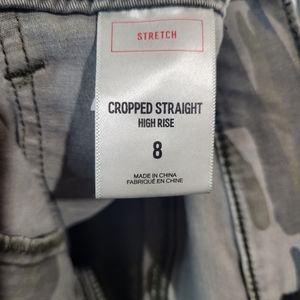 STRETCH
CROPPED STRAIGHT
HIGH RISE
8
MADE IN CHINA
FABRIQUÉ EN CHINE